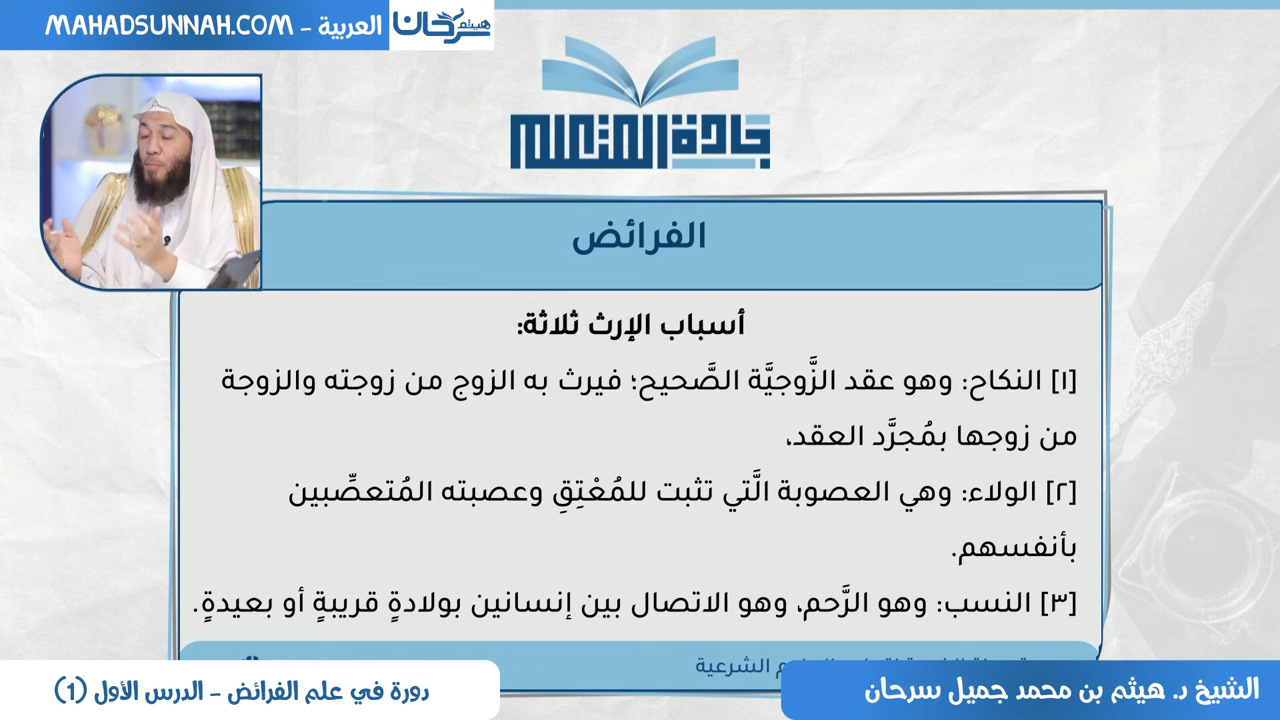 العربية - MAHADSUNNAH.COM
هيثم سرحان
جادة المتعلم
الفرائض
أسباب الإرث ثلاثة:
[١] النكاح: وهو عقد الزَّوجيَّة الصَّحيح؛ فيرث به الزوج من زوجته والزوجة
من زوجها بمُجرَّد العقد،
[٢] الولاء: وهي العصوبة الَّتي تثبت للمُعْتِقِ وعصبته المُتعصِّبين
بأنفسهم.
[٣] النسب: وهو الرَّحم، وهو الاتصال بين إنسانين بولادةٍ قريبةٍ أو بعيدةٍ.
الشرعية
الشيخ د. هيثم بن محمد جميل سرحان
دورة في علم الفرائض - الدرس الأول (1)